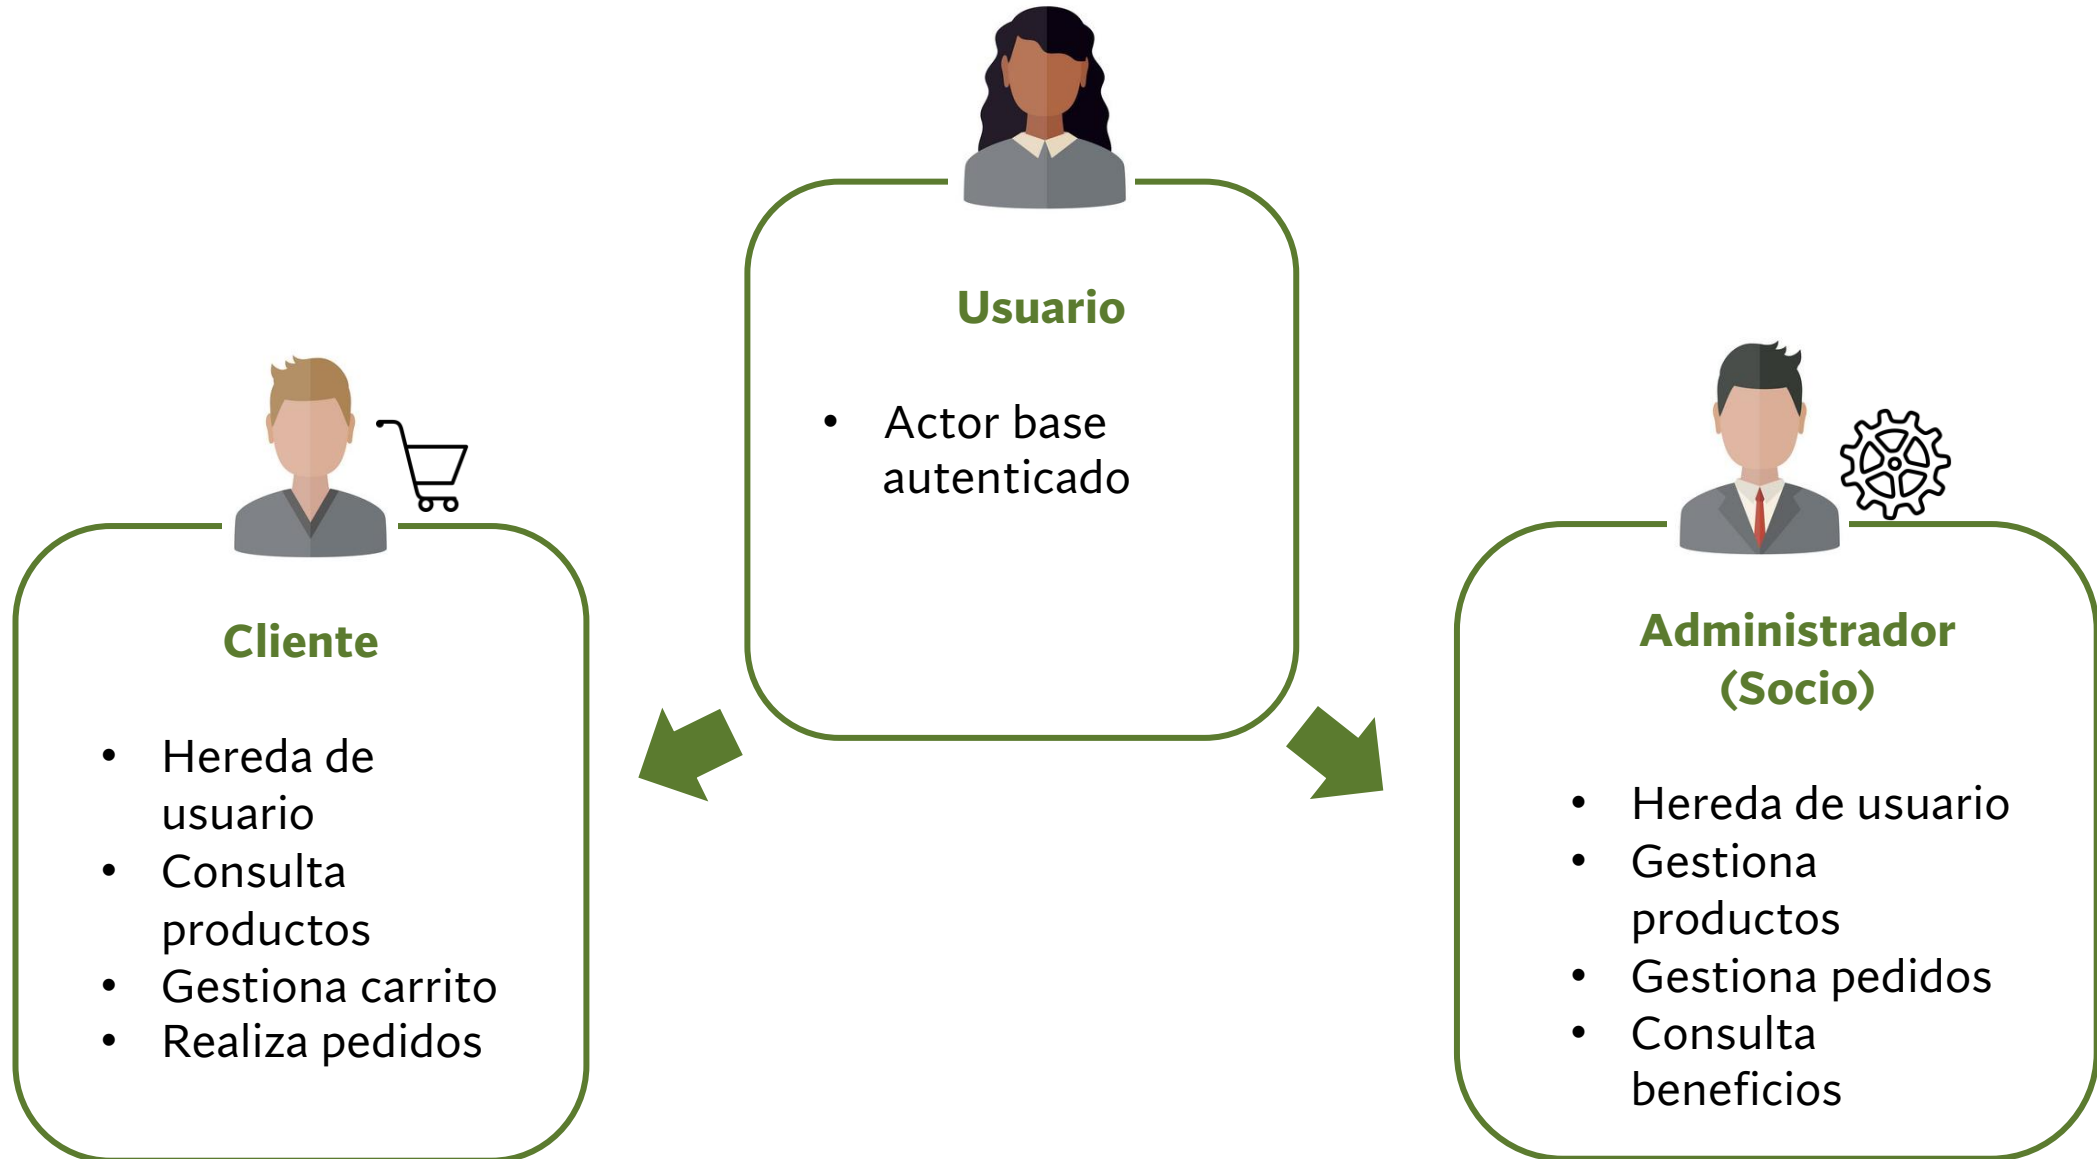 Usuario
• Actor base
autenticado
Cliente
• Hereda de
usuario
• Consulta
productos
• Gestiona carrito
• Realiza pedidos
Administrador
(Socio)
• Hereda de usuario
• Gestiona
productos
• Gestiona pedidos
• Consulta
beneficios